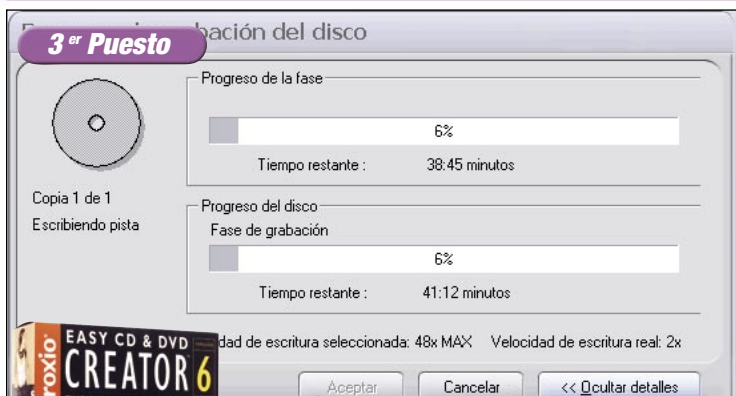 bación del disco
3er Puesto
Progreso de la fase
6%
Tiempo restante : 38:45 minutos
Copia 1 de 1
Escribiendo pista
Progreso del disco
Fase de grabación
6%
Tiempo restante : 41:12 minutos
dad de escritura seleccionada: 48x MAX Velocidad de escritura real: 2x
roxio
EASY CD & DVD
CREATOR 6
Aceptar Cancelar << Ocultar detalles